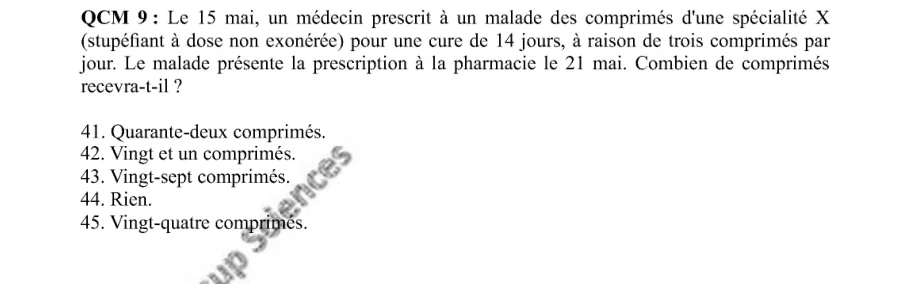 QCM 9 : Le 15 mai, un médecin prescrit à un malade des comprimés d'une spécialité X
(stupéfiant à dose non exonérée) pour une cure de 14 jours, à raison de trois comprimés par
jour. Le malade présente la prescription à la pharmacie le 21 mai. Combien de comprimés
recevra-t-il ?
41. Quarante-deux comprimés.
42. Vingt et un comprimés.
43. Vingt-sept comprimés.
44. Rien.
45. Vingt-quatre comprimés.
up Sciences